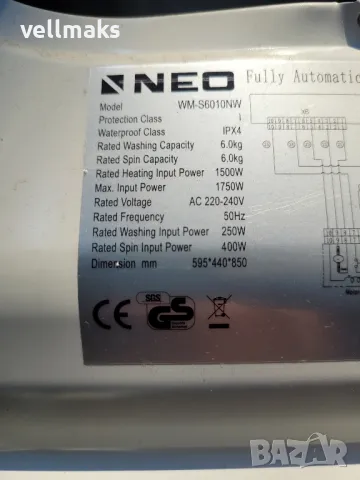 vellmaks
NEO Fully Automatic
Model WM-S6010NW
Protection Class I
Waterproof Class IPX4
Rated Washing Capacity 6.0kg
Rated Spin Capacity 6.0kg
Rated Heating Input Power 1500W
Max. Input Power 1750W
Rated Voltage AC 220-240V
Rated Frequency 50Hz
Rated Washing Input Power 250W
Rated Spin Input Power 400W
Dimension mm 595*440*850
CE SGS GS
BAZAR
bg